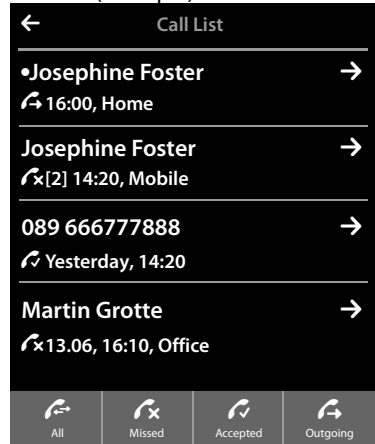 Call List
•Josephine Foster
16:00, Home
Josephine Foster
[2] 14:20, Mobile
089 666777888
Yesterday, 14:20
Martin Grotte
13.06, 16:10, Office
All Missed Accepted Outgoing